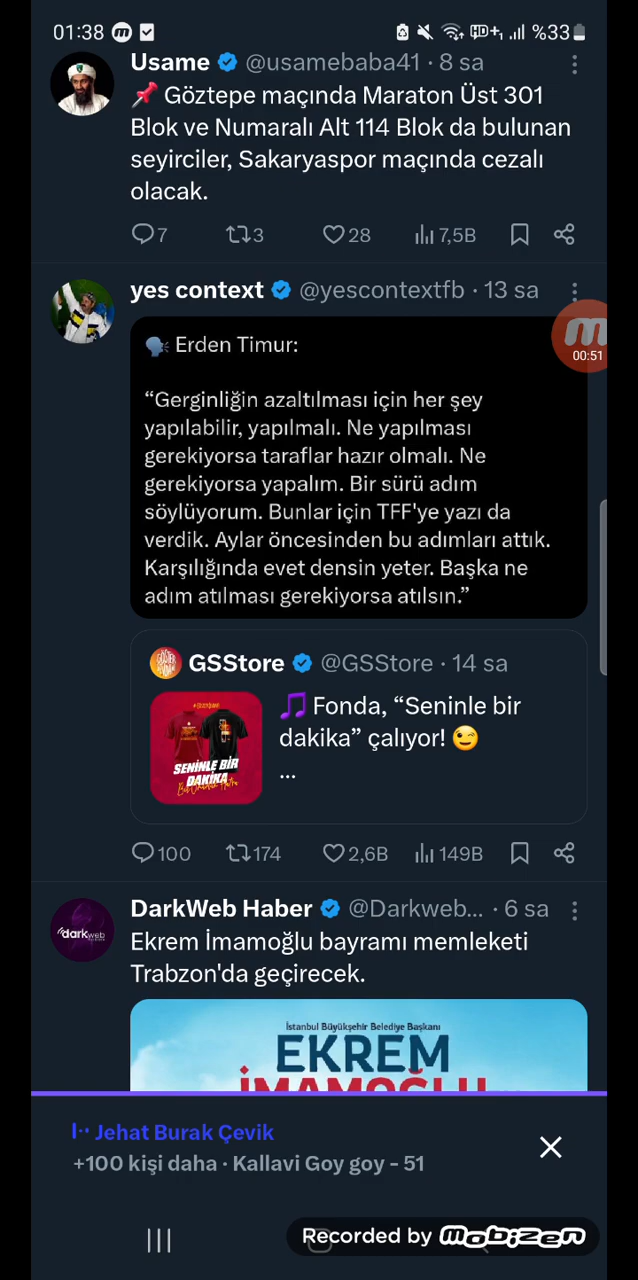 01:38 %33
Usame @usamebaba41 · 8 sa
📌 Göztepe maçında Maraton Üst 301
Blok ve Numaralı Alt 114 Blok da bulunan
seyirciler, Sakaryaspor maçında cezalı
olacak.
7 3 28 7,5B
yes context @yescontextfb · 13 sa
00:51
🗣️ Erden Timur:
“Gerginliğin azaltılması için her şey
yapılabilir, yapılmalı. Ne yapılması
gerekiyorsa taraflar hazır olmalı. Ne
gerekiyorsa yapalım. Bir sürü adım
söylüyorum. Bunlar için TFF'ye yazı da
verdik. Aylar öncesinden bu adımları attık.
Karşılığında evet densin yeter. Başka ne
adım atılması gerekiyorsa atılsın.”
GSStore @GSStore · 14 sa
🎵 Fonda, “Seninle bir
dakika” çalıyor! 😉
...
SENİNLE BİR
DAKİKA
100 174 2,6B 149B
DarkWeb Haber @Darkweb... · 6 sa
darkweb
Ekrem İmamoğlu bayramı memleketi
Trabzon'da geçirecek.
İstanbul Büyükşehir Belediye Başkanı
EKREM
İMAMOĞLU
Jehat Burak Çevik
+100 kişi daha · Kallavi Goy goy - 51
Recorded by mobizen